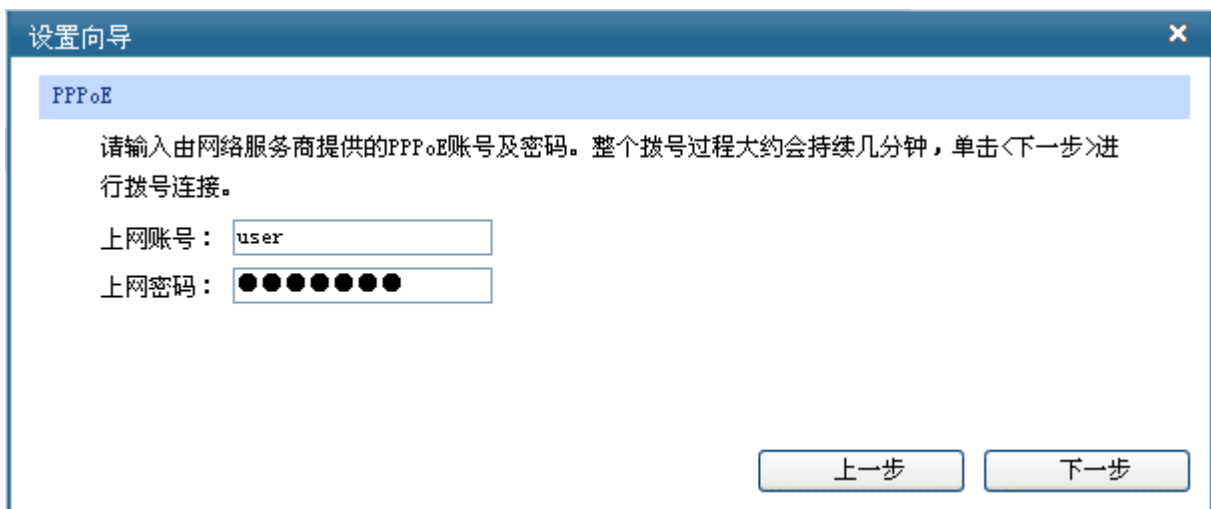 设置向导
PPPoE
请输入由网络服务商提供的PPPoE账号及密码。整个拨号过程大约会持续几分钟，单击<下一步>进
行拨号连接。
上网账号： user
上网密码： ●●●●●●●
上一步 下一步